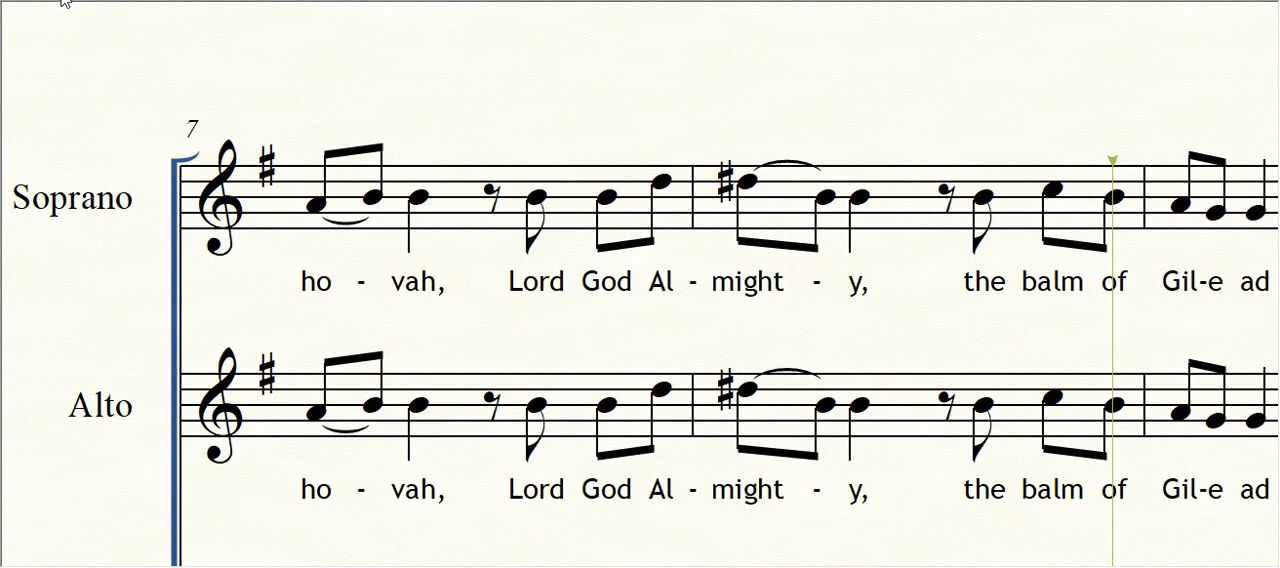 7
Soprano
ho - vah, Lord God Al - might - y, the balm of Gil-e ad
Alto
ho - vah, Lord God Al - might - y, the balm of Gil-e ad